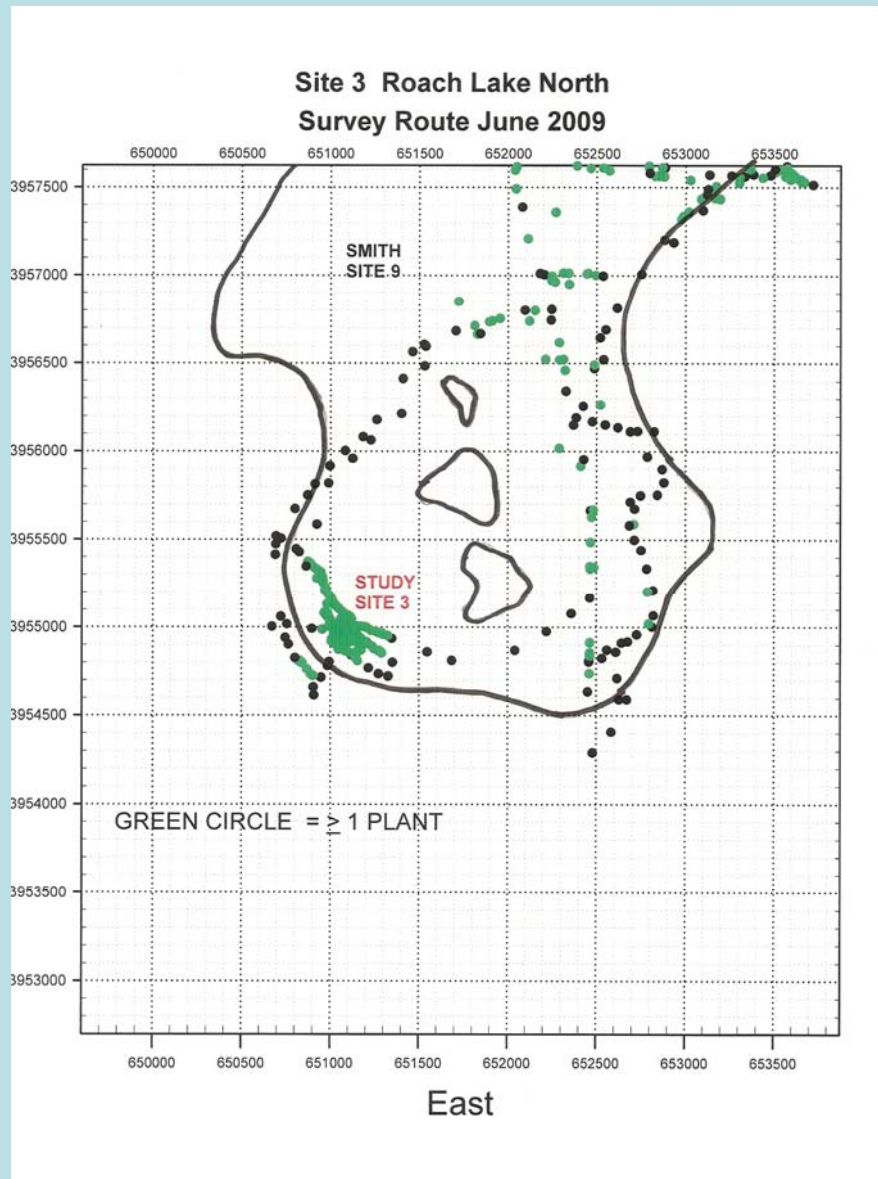 Site 3 Roach Lake North
Survey Route June 2009
650000 650500 651000 651500 652000 652500 653000 653500
3957500
SMITH
SITE 9
3957000
3956500
3956000
3955500
STUDY
SITE 3
3955000
3954500
3954000
GREEN CIRCLE = ≥ 1 PLANT
3953500
3953000
650000 650500 651000 651500 652000 652500 653000 653500
East